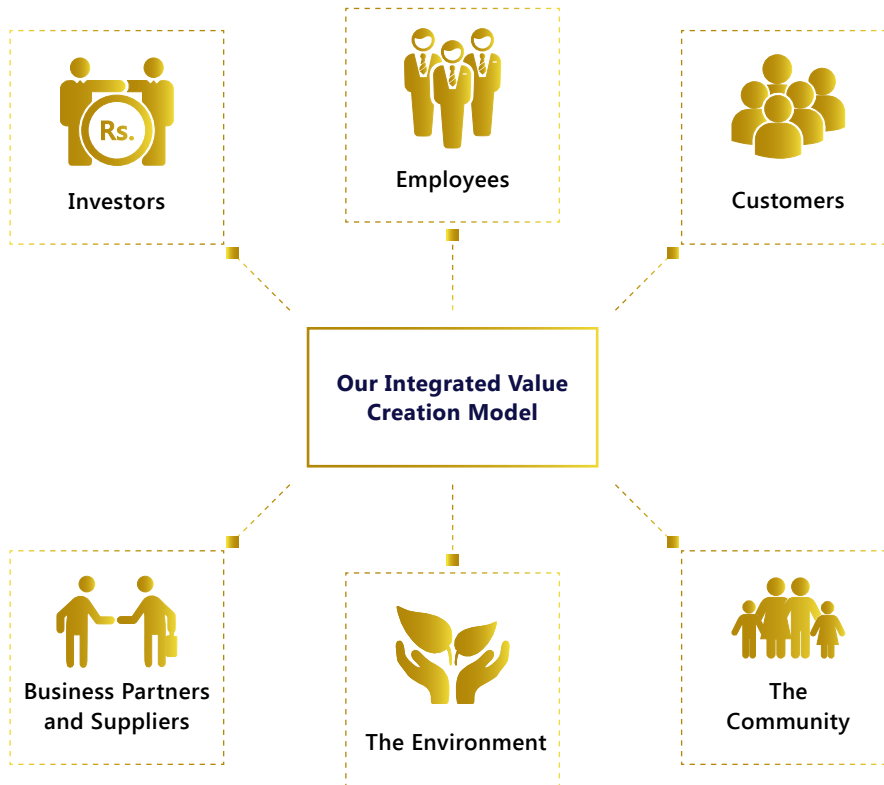 Rs.
Investors
Employees
Customers
Our Integrated Value
Creation Model
Business Partners
and Suppliers
The Environment
The
Community